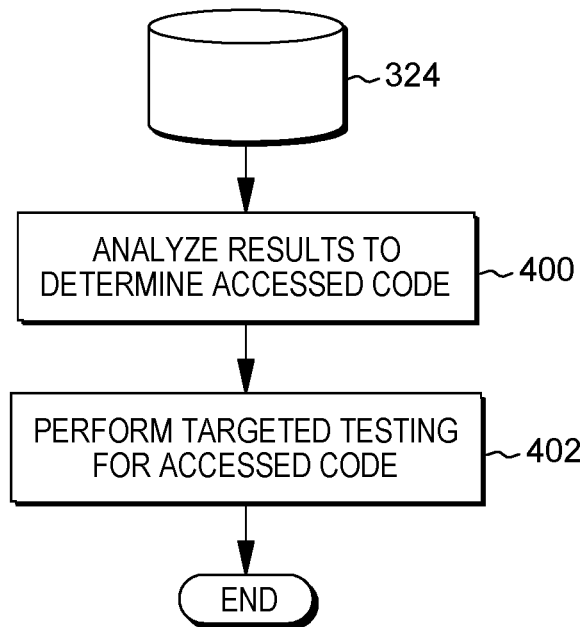 324
ANALYZE RESULTS TO
DETERMINE ACCESSED CODE
400
PERFORM TARGETED TESTING
FOR ACCESSED CODE
402
END